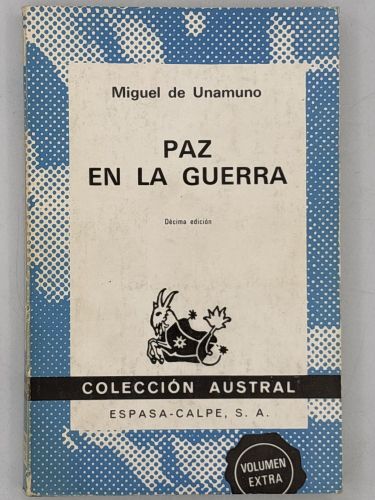 Miguel de Unamuno
PAZ
EN LA GUERRA
Décima edición
COLECCIÓN AUSTRAL
ESPASA-CALPE, S. A.
VOLUMEN
EXTRA